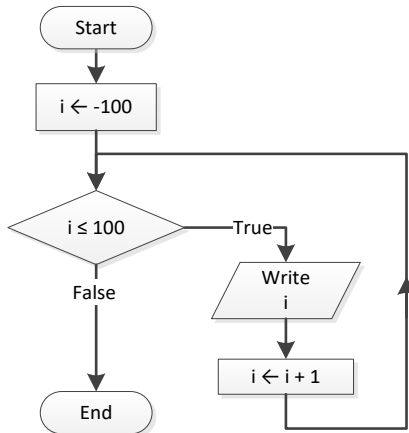 Start
i ← -100
i ≤ 100
True
False
Write
i
i ← i + 1
End